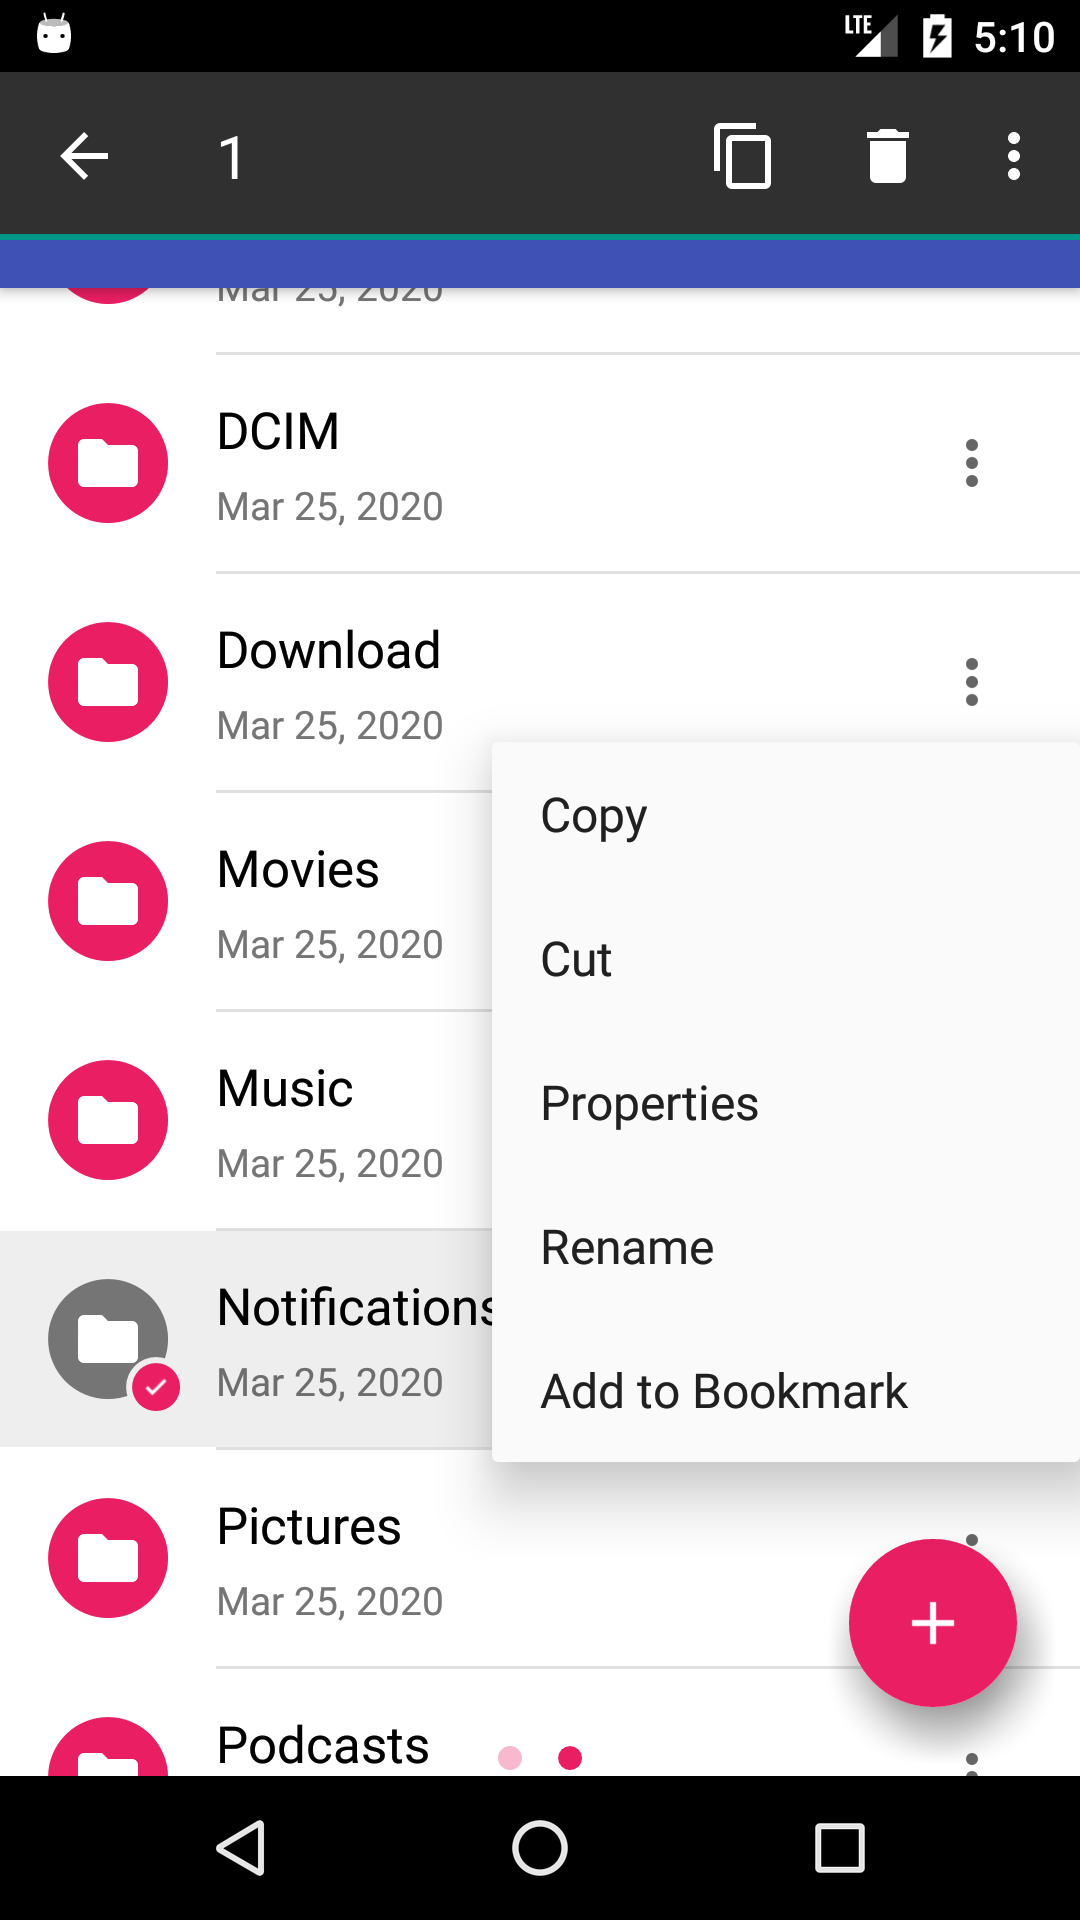 LTE 5:10
1
Mar 25, 2020
DCIM
Mar 25, 2020
Download
Mar 25, 2020
Copy
Movies
Cut
Mar 25, 2020
Properties
Music
Mar 25, 2020
Rename
Notifications
Mar 25, 2020
Add to Bookmark
Pictures
Mar 25, 2020
Podcasts